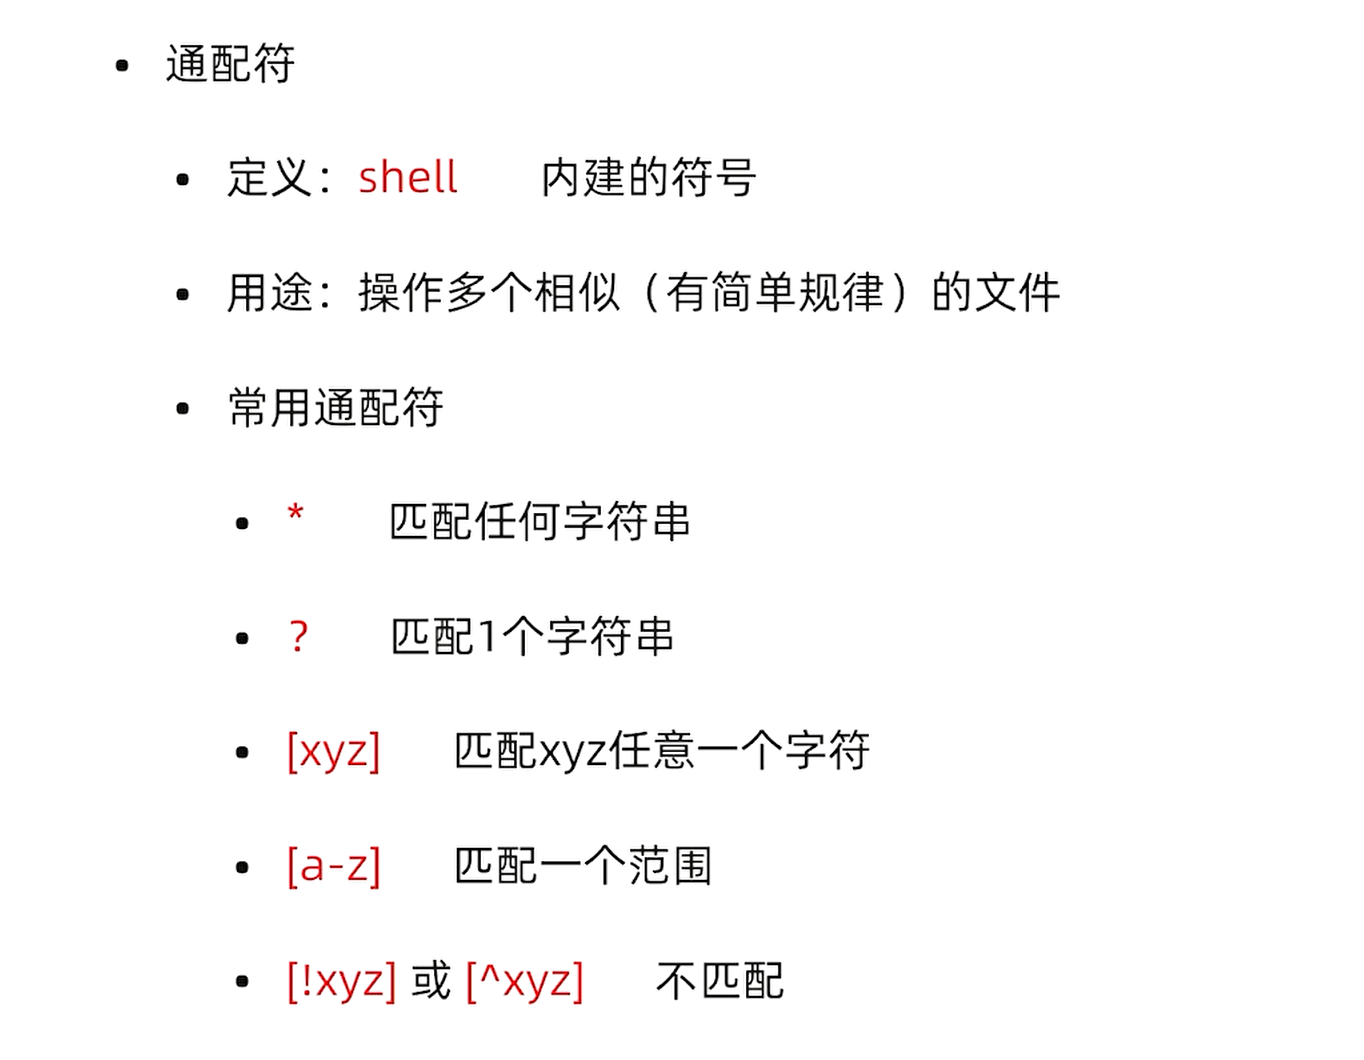 • 通配符
• 定义：shell 内建的符号
• 用途：操作多个相似（有简单规律）的文件
• 常用通配符
• * 匹配任何字符串
• ? 匹配1个字符串
• [xyz] 匹配xyz任意一个字符
• [a-z] 匹配一个范围
• [!xyz] 或 [^xyz] 不匹配